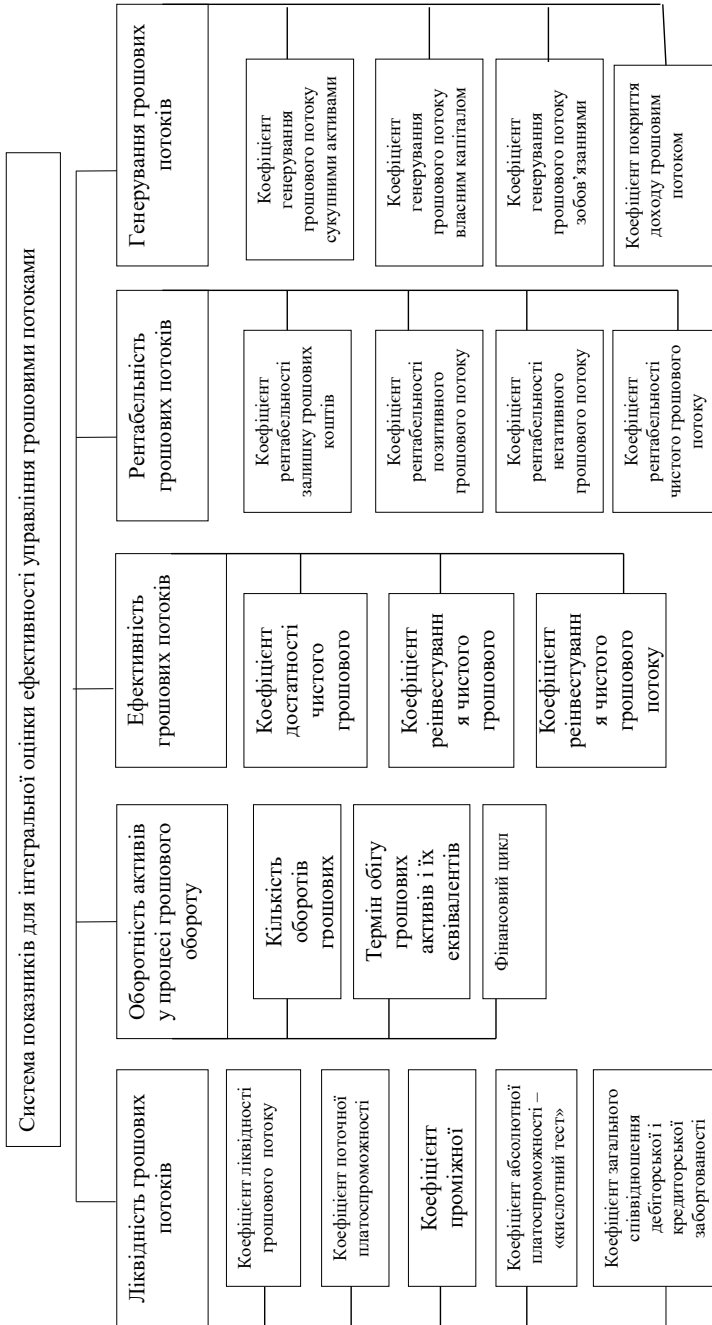 Система показників для інтегральної оцінки ефективності управління грошовими потоками
Ліквідність грошових
потоків
Коефіцієнт ліквідності
грошового потоку
Коефіцієнт поточної
платоспроможності
Коефіцієнт
проміжної
Коефіцієнт абсолютної
платоспроможності –
«кислотний тест»
Коефіцієнт загального
співвідношення
дебіторської і
кредиторської
заборгованості
Оборотність активів
у процесі грошового
обороту
Кількість
оборотів
грошових
Термін обігу
грошових
активів і їх
еквівалентів
Фінансовий цикл
Ефективність
грошових потоків
Коефіцієнт
достатності
чистого
грошового
Коефіцієнт
реінвестуванн
я чистого
грошового
Коефіцієнт
реінвестуванн
я чистого
грошового
потоку
Рентабельність
грошових потоків
Коефіцієнт
рентабельності
залишку грошових
коштів
Коефіцієнт
рентабельності
позитивного
грошового потоку
Коефіцієнт
рентабельності
негативного
грошового потоку
Коефіцієнт
рентабельності
чистого грошового
потоку
Генерування грошових
потоків
Коефіцієнт
генерування
грошового потоку
сукупними активами
Коефіцієнт
генерування
грошового потоку
власним капіталом
Коефіцієнт
генерування
грошового потоку
зобов’язаннями
Коефіцієнт покриття
доходу грошовим
потоком